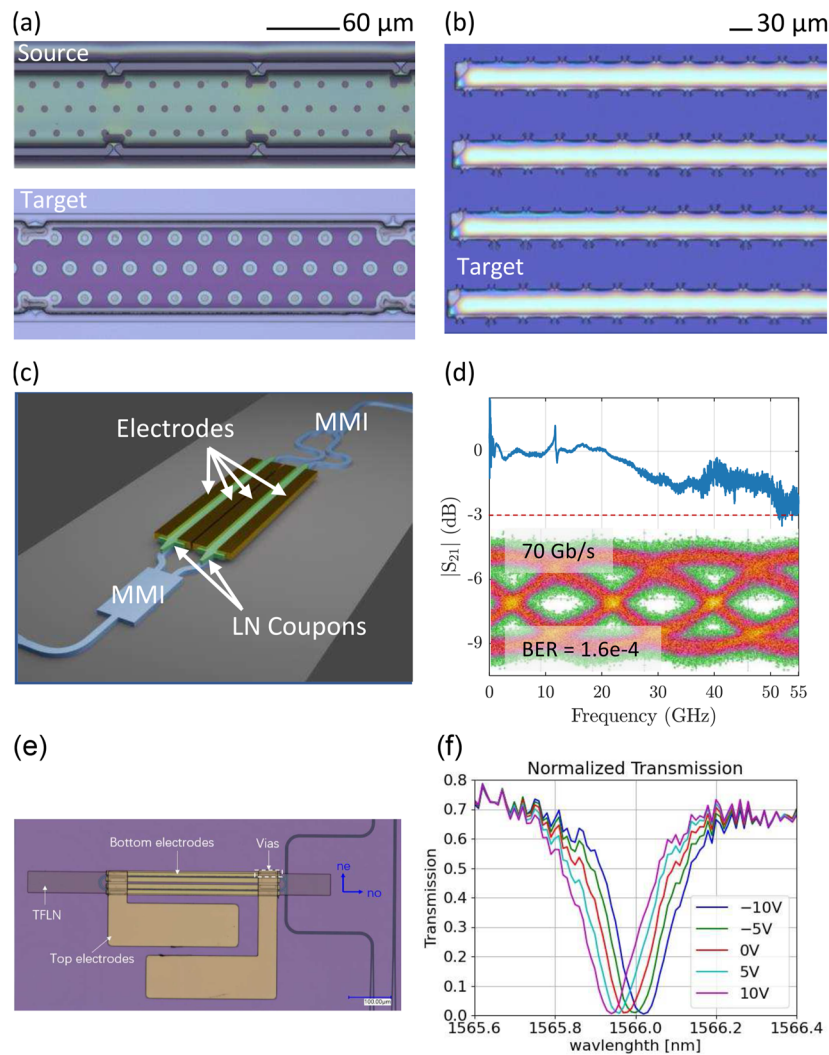 (a)
60 µm
Source
Target
(b)
30 µm
Target
(c)
Electrodes
MMI
MMI
LN Coupons
(d)
0
-3
-6
-9
|S21| (dB)
70 Gb/s
BER = 1.6e-4
0 10 20 30 40 50 55
Frequency (GHz)
(e)
Bottom electrodes
Vias
ne
no
TFLN
Top electrodes
100.00µm
(f)
Normalized Transmission
0.8
0.7
0.6
0.5
0.4
0.3
0.2
0.1
0.0
Transmission
−10V
−5V
0V
5V
10V
1565.6 1565.8 1566.0 1566.2 1566.4
wavlenghth [nm]